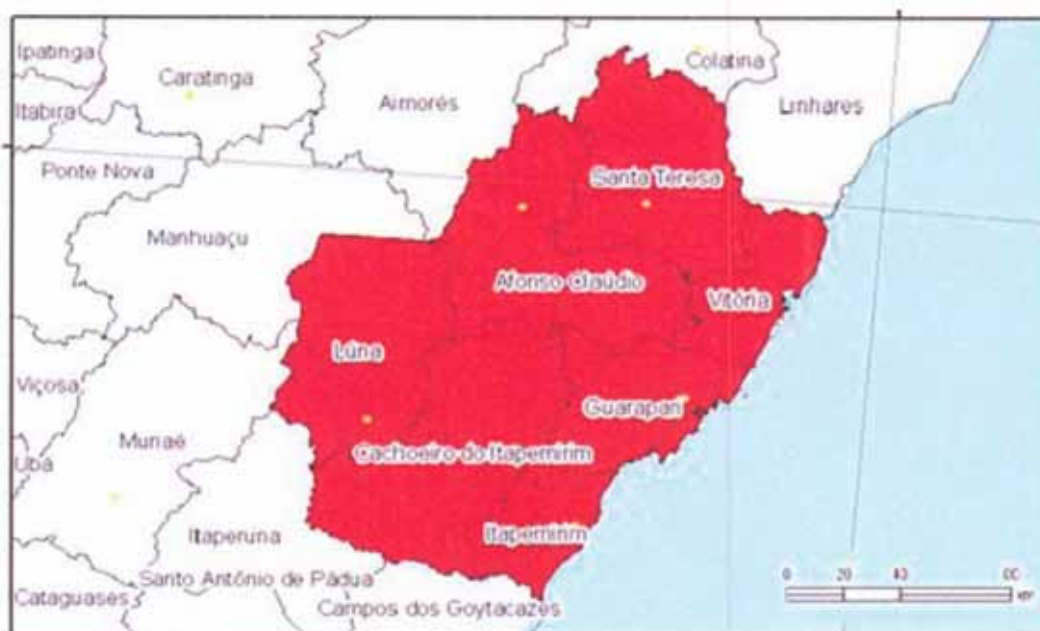 Ipatinga
Caratinga
Colatina
Itabira
Aimorés
Linhares
Ponte Nova
Santa Teresa
Manhuaçu
Afonso Claúdio
Vitória
Lúna
Viçosa
Guarapari
Muriaé
Cachoeiro do Itapemirim
Ubá
Itaperuna
Itapemirim
Santo Antônio de Pádua
Cataguases
Campos dos Goytacazes
0 20 40